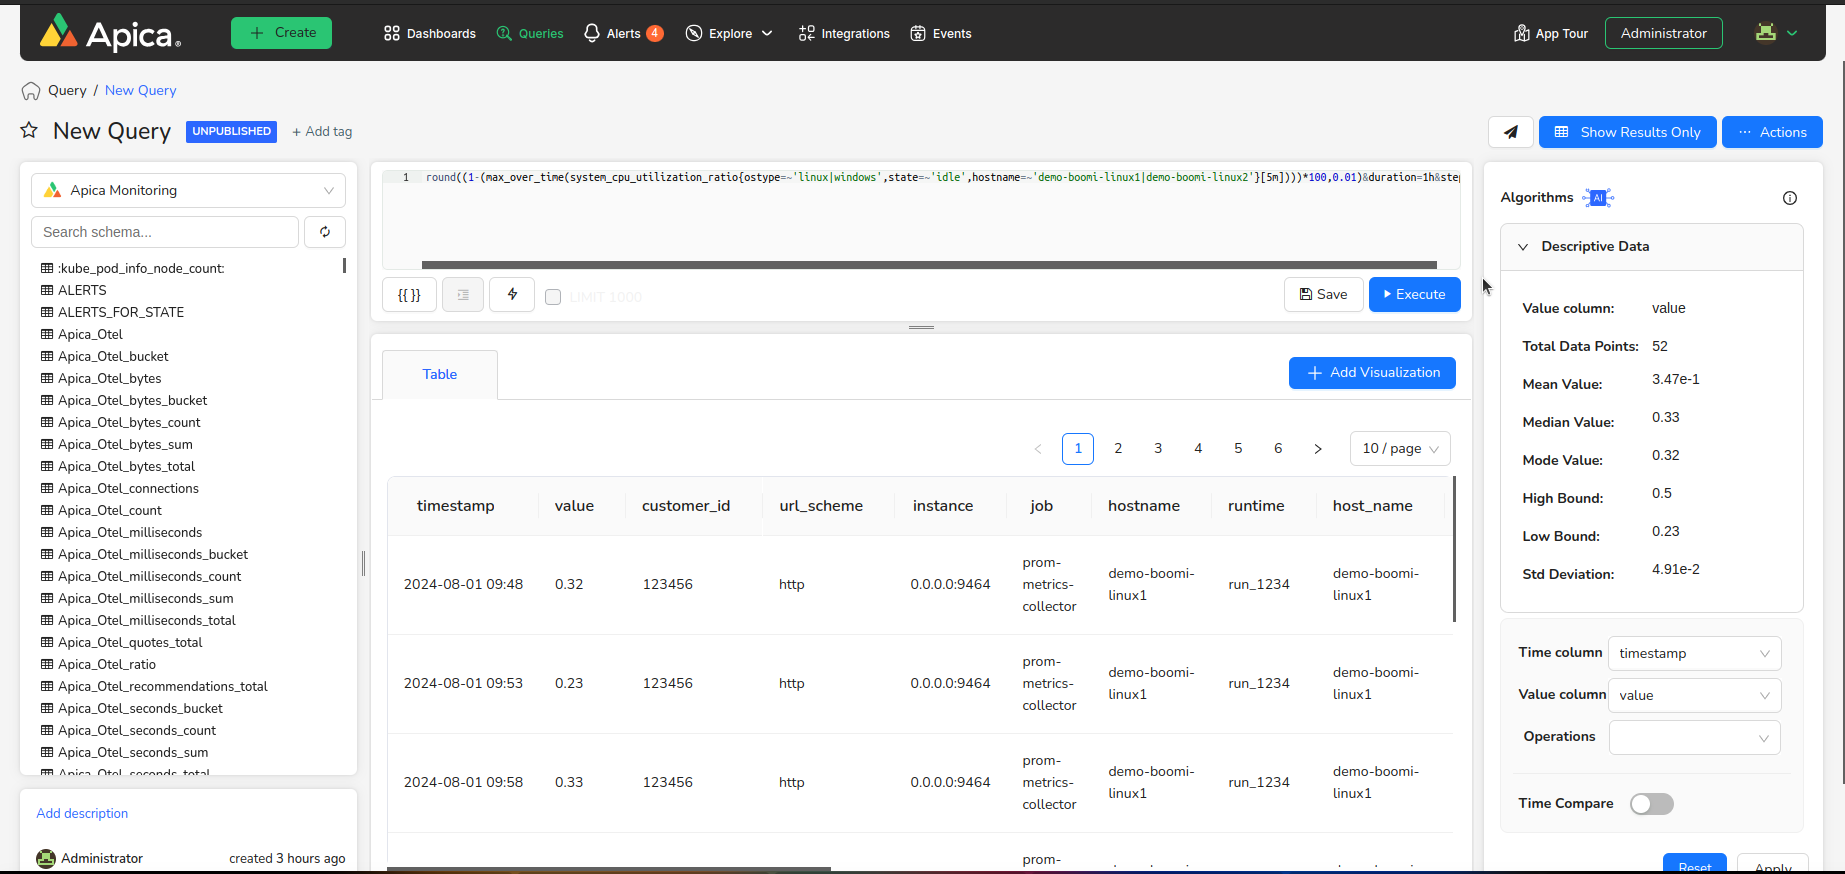 Apica
+ Create
Dashboards
Queries
Alerts 4
Explore
Integrations
Events
App Tour
Administrator
Query / New Query
New Query
UNPUBLISHED
+ Add tag
Show Results Only
··· Actions
Apica Monitoring
Search schema...
:kube_pod_info_node_count:
ALERTS
ALERTS_FOR_STATE
Apica_Otel
Apica_Otel_bucket
Apica_Otel_bytes
Apica_Otel_bytes_bucket
Apica_Otel_bytes_count
Apica_Otel_bytes_sum
Apica_Otel_bytes_total
Apica_Otel_connections
Apica_Otel_count
Apica_Otel_milliseconds
Apica_Otel_milliseconds_bucket
Apica_Otel_milliseconds_count
Apica_Otel_milliseconds_sum
Apica_Otel_milliseconds_total
Apica_Otel_quotes_total
Apica_Otel_ratio
Apica_Otel_recommendations_total
Apica_Otel_seconds_bucket
Apica_Otel_seconds_count
Apica_Otel_seconds_sum
Apica_Otel_seconds_total
Add description
Administrator created 3 hours ago
1 round((1-(max_over_time(system_cpu_utilization_ratio{ostype=~'linux|windows',state=~'idle',hostname=~'demo-boomi-linux1|demo-boomi-linux2'}[5m])))*100,0.01)&duration=1h&step
{{ }}
LIMIT 1000
Save
Execute
Table
+ Add Visualization
< 1 2 3 4 5 6 >
10 / page
timestamp value customer_id url_scheme instance job hostname runtime host_name
2024-08-01 09:48 0.32 123456 http 0.0.0.0:9464 prom-metrics-collector demo-boomi-linux1 run_1234 demo-boomi-linux1
2024-08-01 09:53 0.23 123456 http 0.0.0.0:9464 prom-metrics-collector demo-boomi-linux1 run_1234 demo-boomi-linux1
2024-08-01 09:58 0.33 123456 http 0.0.0.0:9464 prom-metrics-collector demo-boomi-linux1 run_1234 demo-boomi-linux1
prom-
Algorithms AI
Descriptive Data
Value column: value
Total Data Points: 52
Mean Value: 3.47e-1
Median Value: 0.33
Mode Value: 0.32
High Bound: 0.5
Low Bound: 0.23
Std Deviation: 4.91e-2
Time column timestamp
Value column value
Operations
Time Compare
Reset
Apply